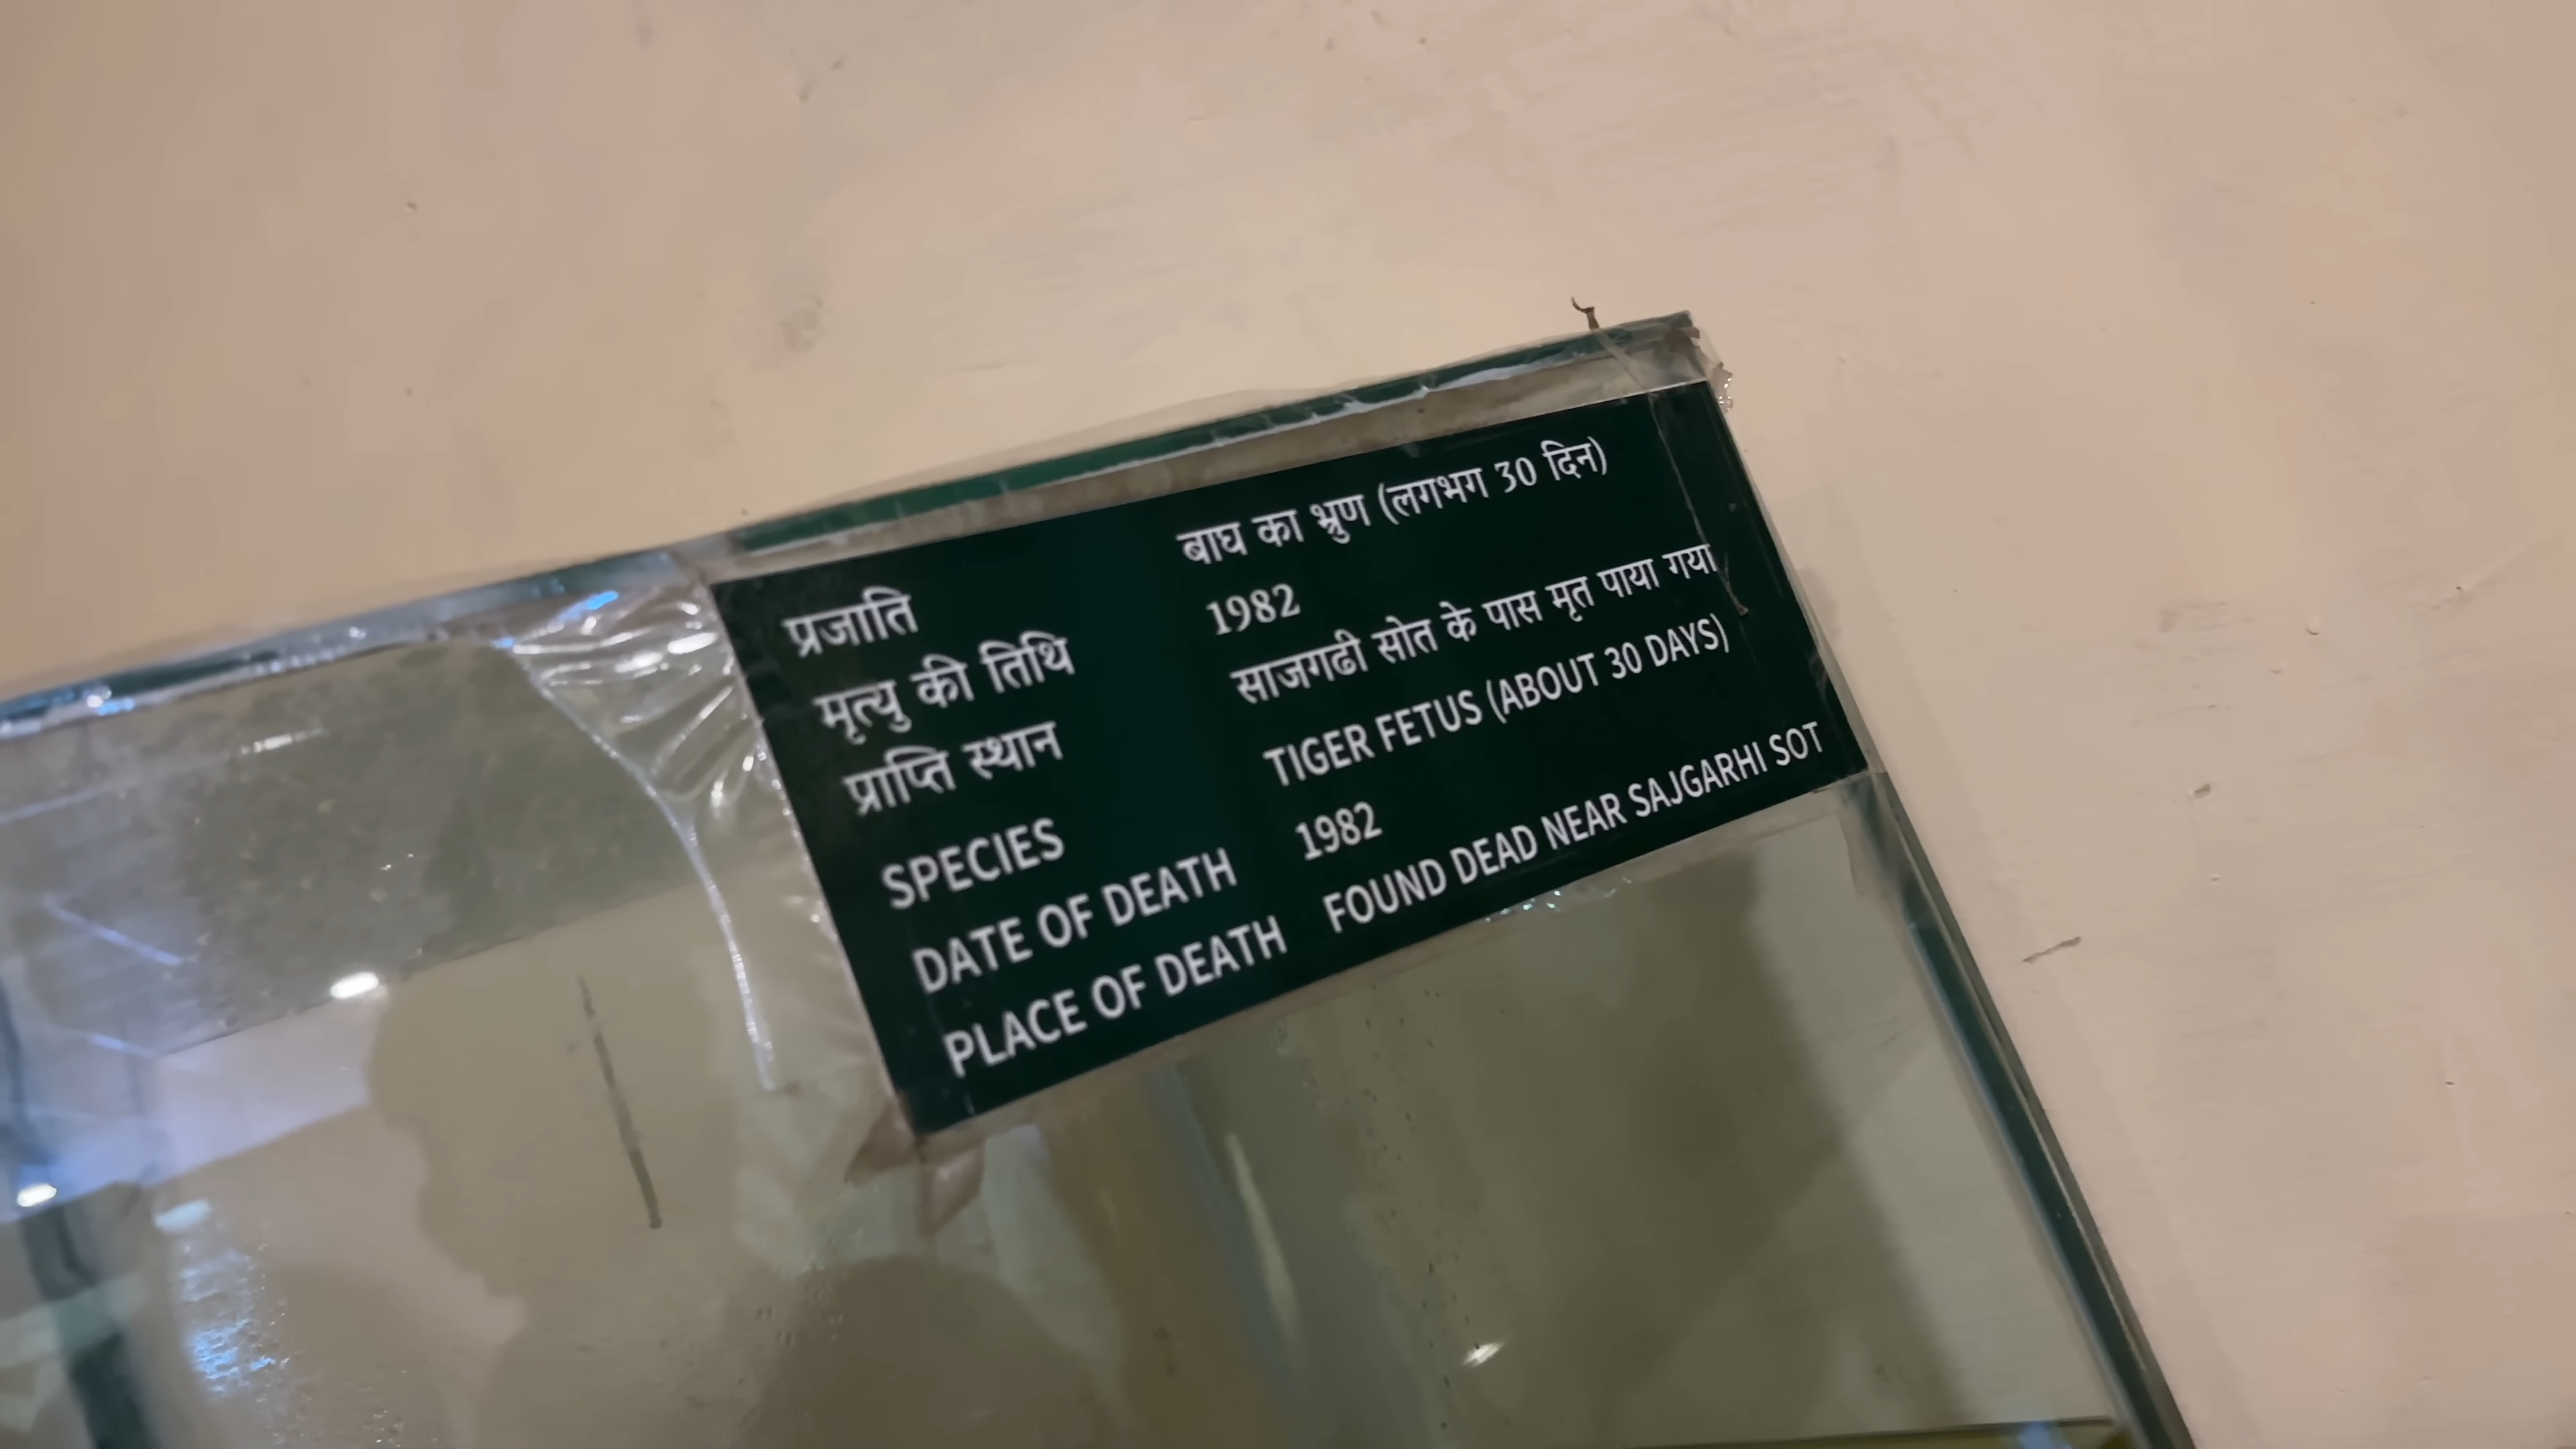 प्रजाति बाघ का भ्रुण (लगभग 30 दिन)
मृत्यु की तिथि 1982
प्राप्ति स्थान साजगढी सोत के पास मृत पाया गया
SPECIES TIGER FETUS (ABOUT 30 DAYS)
DATE OF DEATH 1982
PLACE OF DEATH FOUND DEAD NEAR SAJGARHI SOT